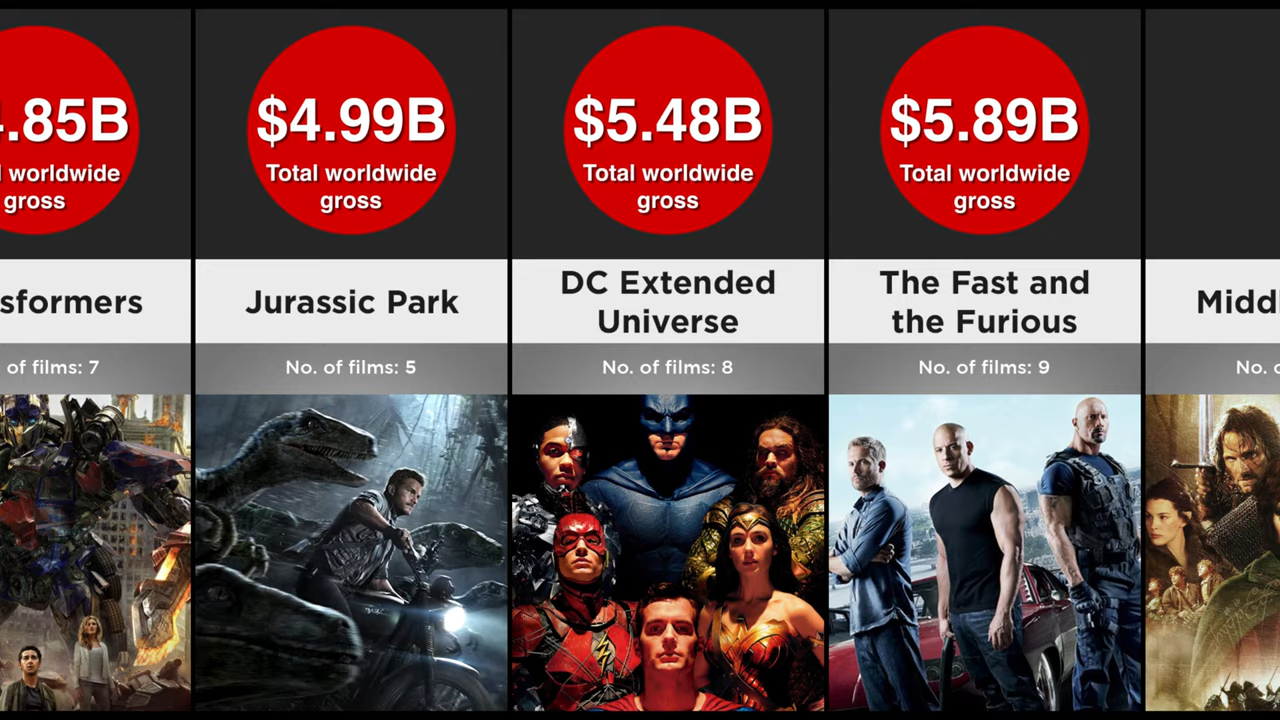 .85B
worldwide
gross
sformers
of films: 7
$4.99B
Total worldwide
gross
Jurassic Park
No. of films: 5
$5.48B
Total worldwide
gross
DC Extended
Universe
No. of films: 8
$5.89B
Total worldwide
gross
The Fast and
the Furious
No. of films: 9
Midd
No. o